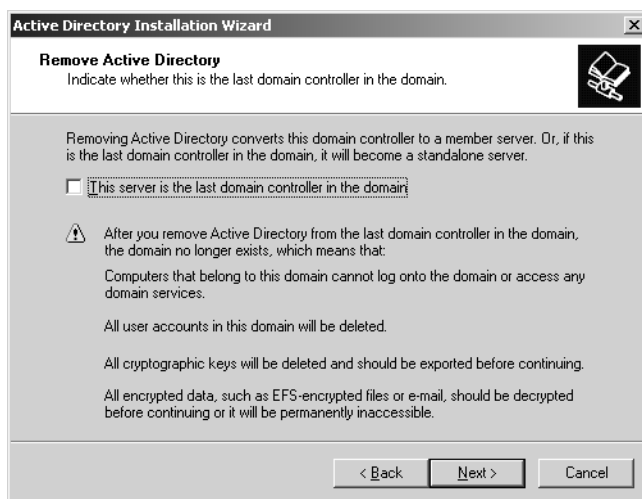 Active Directory Installation Wizard
Remove Active Directory
Indicate whether this is the last domain controller in the domain.
Removing Active Directory converts this domain controller to a member server. Or, if this
is the last domain controller in the domain, it will become a standalone server.
This server is the last domain controller in the domain
After you remove Active Directory from the last domain controller in the domain,
the domain no longer exists, which means that:
Computers that belong to this domain cannot log onto the domain or access any
domain services.
All user accounts in this domain will be deleted.
All cryptographic keys will be deleted and should be exported before continuing.
All encrypted data, such as EFS-encrypted files or e-mail, should be decrypted
before continuing or it will be permanently inaccessible.
< Back Next > Cancel